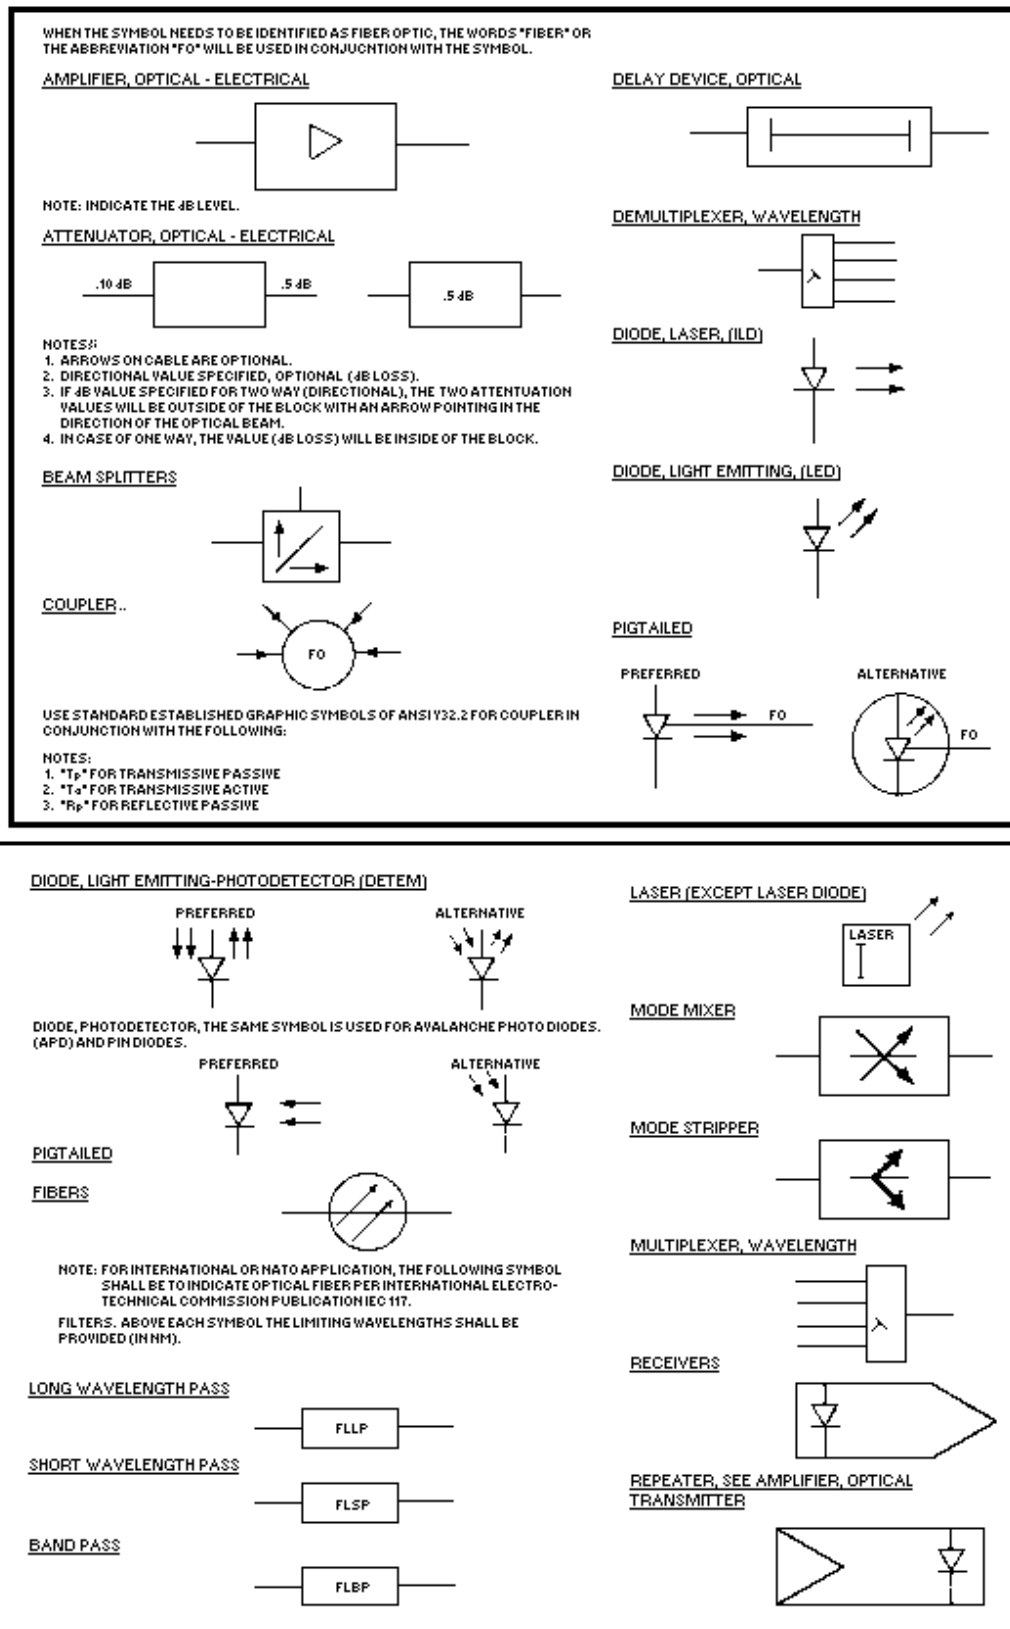 WHEN THE SYMBOL NEEDS TO BE IDENTIFIED AS FIBER OPTIC, THE WORDS "FIBER" OR
THE ABBREVIATION "FO" WILL BE USED IN CONJUCNTION WITH THE SYMBOL.
AMPLIFIER, OPTICAL - ELECTRICAL
NOTE: INDICATE THE dB LEVEL.
ATTENUATOR, OPTICAL - ELECTRICAL
.10 dB
.5 dB
.5 dB
NOTES:
1. ARROWS ON CABLE ARE OPTIONAL.
2. DIRECTIONAL VALUE SPECIFIED, OPTIONAL (dB LOSS).
3. IF dB VALUE SPECIFIED FOR TWO WAY (DIRECTIONAL), THE TWO ATTENTUATION
VALUES WILL BE OUTSIDE OF THE BLOCK WITH AN ARROW POINTING IN THE
DIRECTION OF THE OPTICAL BEAM.
4. IN CASE OF ONE WAY, THE VALUE (dB LOSS) WILL BE INSIDE OF THE BLOCK.
BEAM SPLITTERS
COUPLER..
FO
USE STANDARD ESTABLISHED GRAPHIC SYMBOLS OF ANSI Y32.2 FOR COUPLER IN
CONJUNCTION WITH THE FOLLOWING:
NOTES:
1. "Tp" FOR TRANSMISSIVE PASSIVE
2. "Ta" FOR TRANSMISSIVE ACTIVE
3. "Rp" FOR REFLECTIVE PASSIVE
DELAY DEVICE, OPTICAL
DEMULTIPLEXER, WAVELENGTH
DIODE, LASER, (ILD)
DIODE, LIGHT EMITTING, (LED)
PIGTAILED
PREFERRED
ALTERNATIVE
FO
FO
DIODE, LIGHT EMITTING-PHOTODETECTOR (DETEM)
PREFERRED
ALTERNATIVE
DIODE, PHOTODETECTOR, THE SAME SYMBOL IS USED FOR AVALANCHE PHOTO DIODES.
(APD) AND PIN DIODES.
PREFERRED
ALTERNATIVE
PIGTAILED
FIBERS
NOTE: FOR INTERNATIONAL OR NATO APPLICATION, THE FOLLOWING SYMBOL
SHALL BE TO INDICATE OPTICAL FIBER PER INTERNATIONAL ELECTRO-
TECHNICAL COMMISSION PUBLICATION IEC 117.
FILTERS. ABOVE EACH SYMBOL THE LIMITING WAVELENGTHS SHALL BE
PROVIDED (IN NM).
LONG WAVELENGTH PASS
FLLP
SHORT WAVELENGTH PASS
FLSP
BAND PASS
FLBP
LASER (EXCEPT LASER DIODE)
LASER
MODE MIXER
MODE STRIPPER
MULTIPLEXER, WAVELENGTH
RECEIVERS
REPEATER, SEE AMPLIFIER, OPTICAL
TRANSMITTER